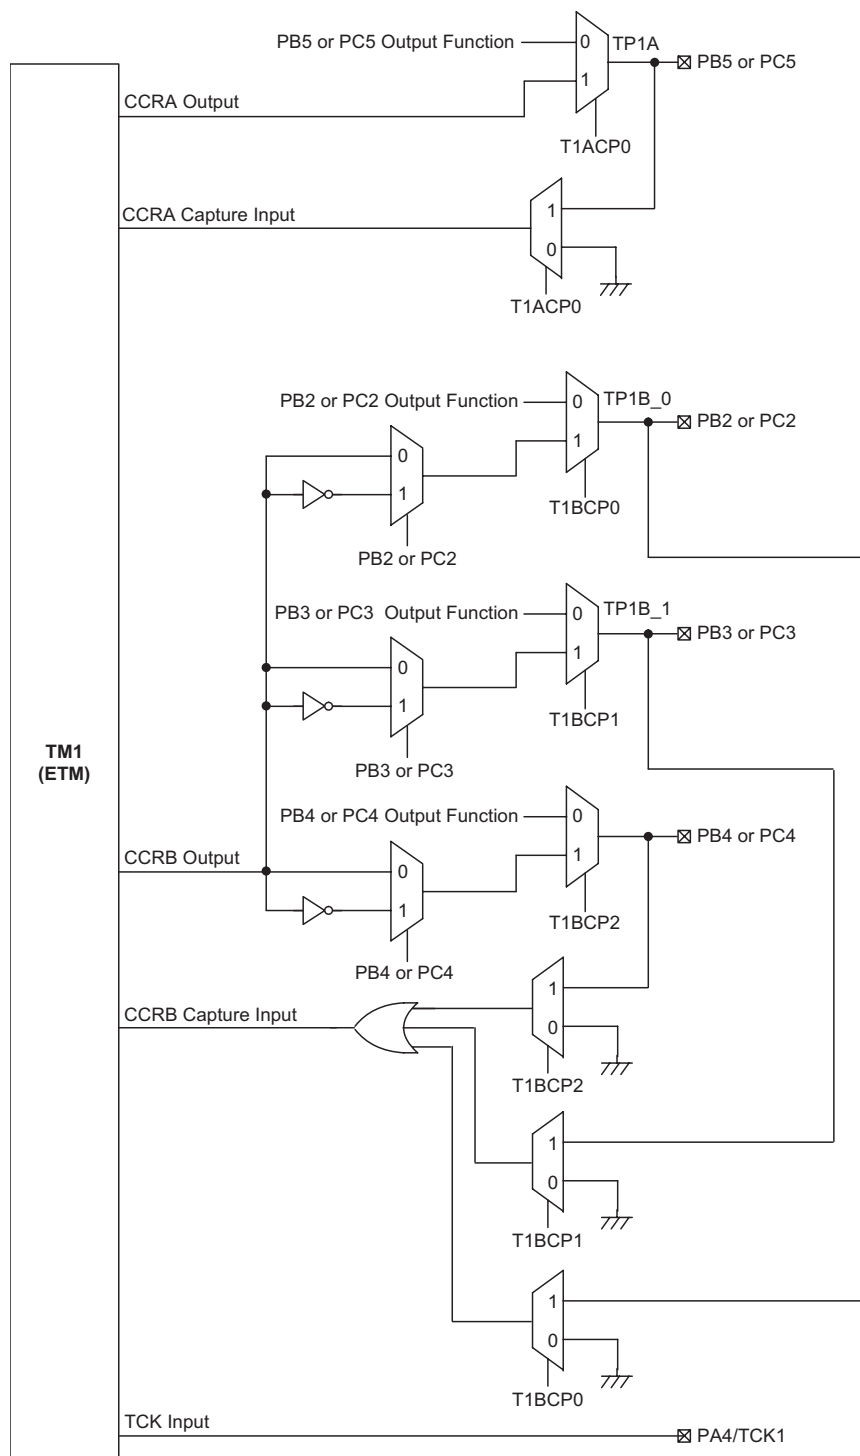 PB5 or PC5 Output Function
0
TP1A
PB5 or PC5
1
CCRA Output
T1ACP0
CCRA Capture Input
1
0
T1ACP0
PB2 or PC2 Output Function
0
TP1B_0
PB2 or PC2
1
0
1
T1BCP0
PB2 or PC2
PB3 or PC3 Output Function
0
TP1B_1
PB3 or PC3
1
0
1
T1BCP1
PB3 or PC3
TM1
(ETM)
PB4 or PC4 Output Function
0
PB4 or PC4
1
CCRB Output
0
1
T1BCP2
PB4 or PC4
1
CCRB Capture Input
0
T1BCP2
1
0
T1BCP1
1
0
T1BCP0
TCK Input
PA4/TCK1